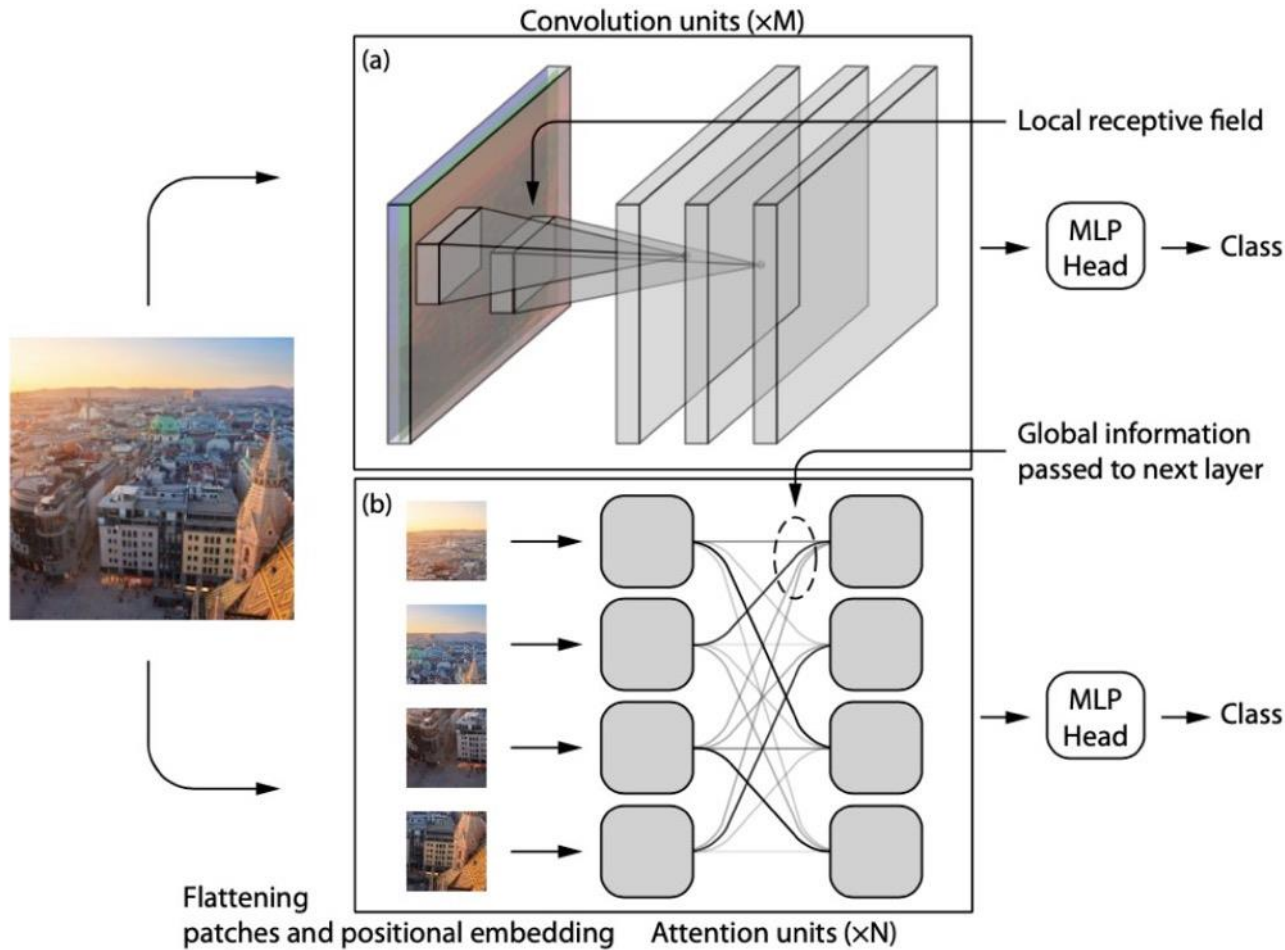 Convolution units (×M)
(a)
Local receptive field
MLP
Head
Class
Global information
passed to next layer
(b)
MLP
Head
Class
Flattening
patches and positional embedding
Attention units (×N)